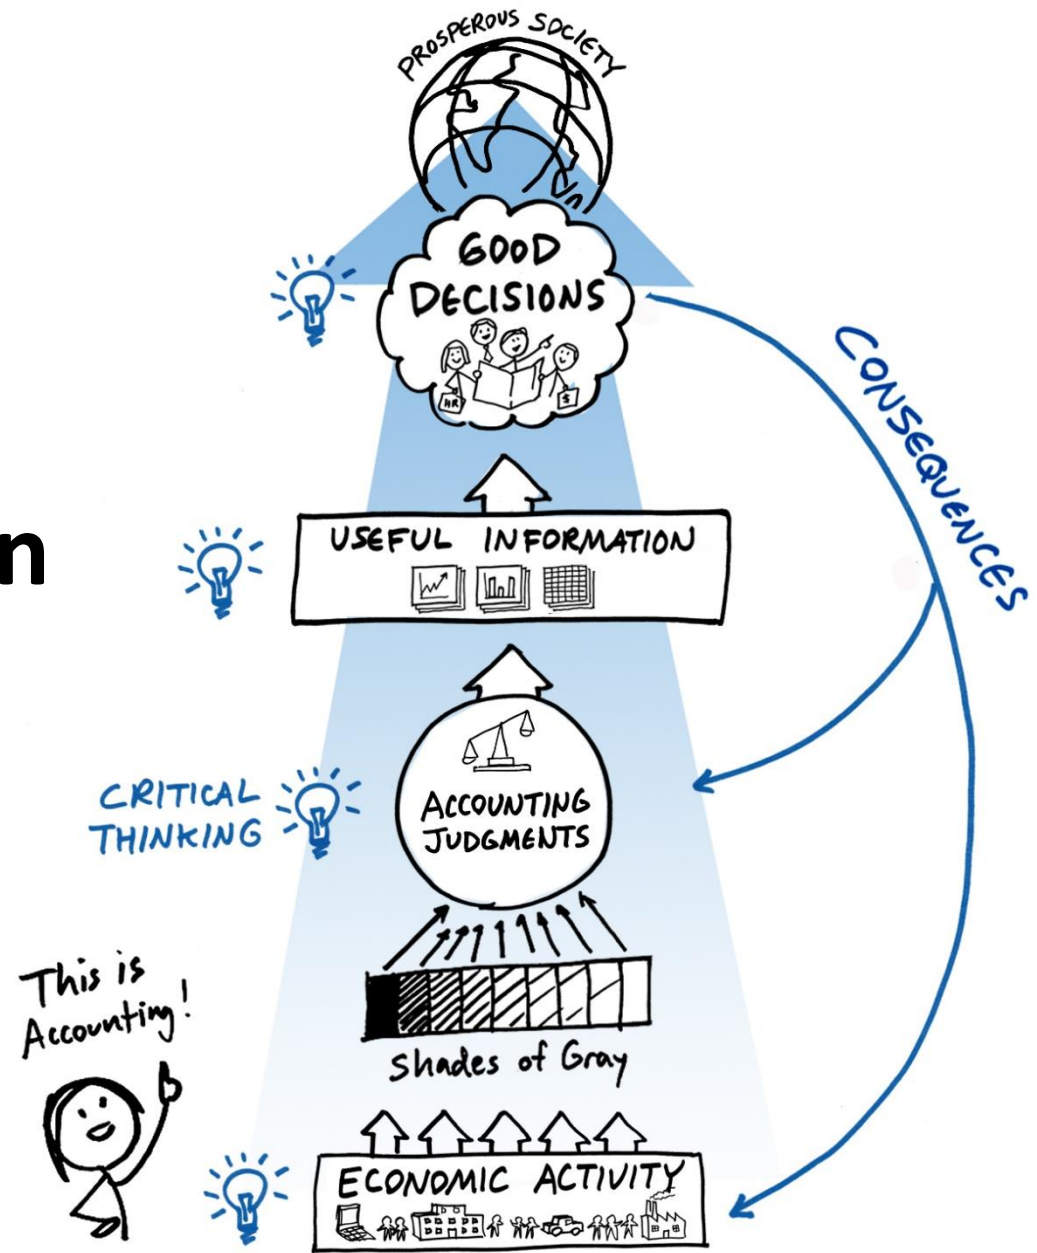 PROSPEROUS SOCIETY
GOOD
DECISIONS
HR
$
CONSEQUENCES
n
USEFUL INFORMATION
CRITICAL
THINKING
ACCOUNTING
JUDGMENTS
This is
Accounting!
Shades of Gray
ECONOMIC ACTIVITY